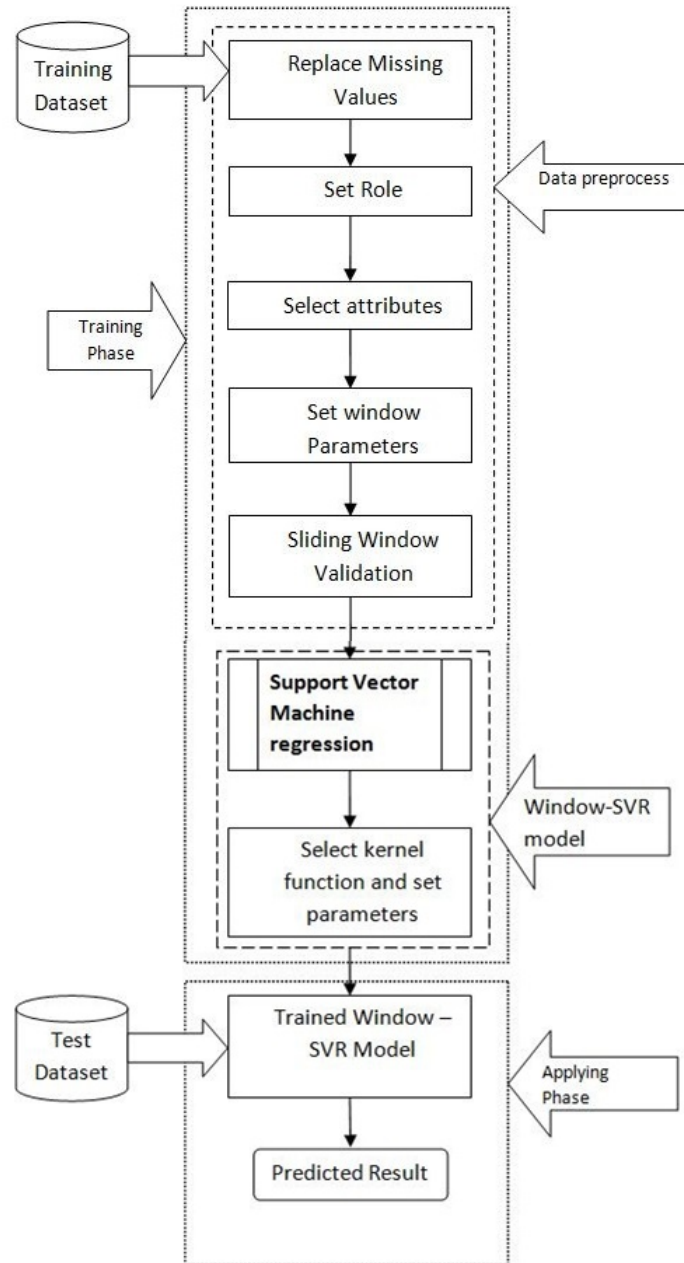 Training
Dataset
Replace Missing
Values
Set Role
Data preprocess
Select attributes
Training
Phase
Set window
Parameters
Sliding Window
Validation
Support Vector
Machine
regression
Window-SVR
model
Select kernel
function and set
parameters
Test
Dataset
Trained Window –
SVR Model
Applying
Phase
Predicted Result